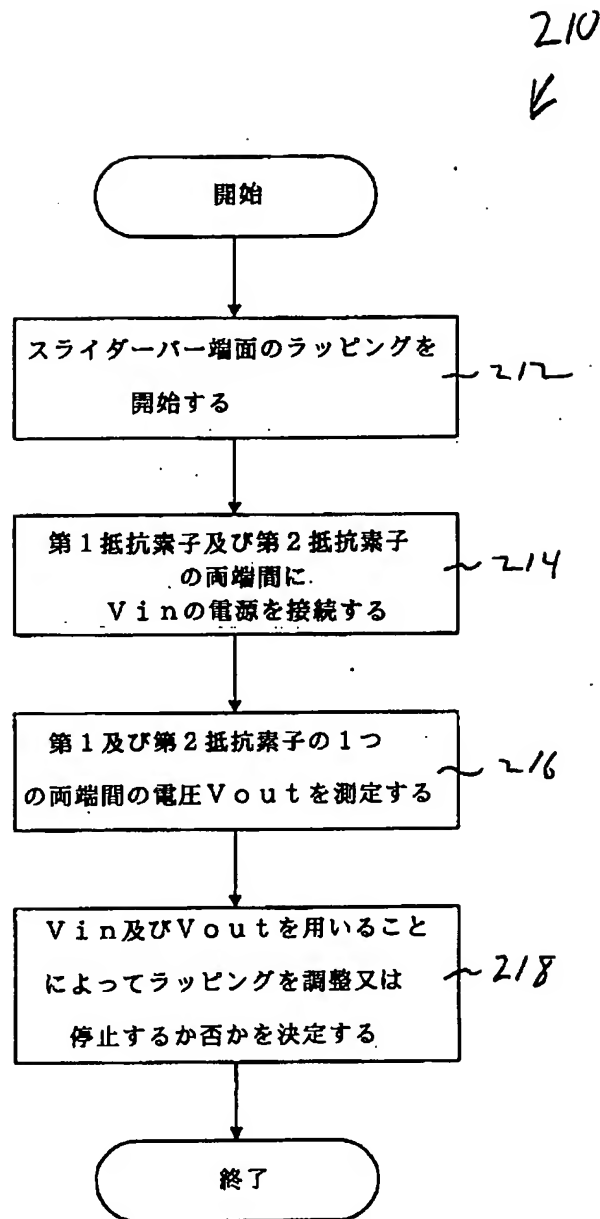 210
開始
スライダーバー端面のラッピングを
開始する
212
第1抵抗素子及び第2抵抗素子
の両端間に
Vinの電源を接続する
214
第1及び第2抵抗素子の1つ
の両端間の電圧Voutを測定する
216
Vin及びVoutを用いること
によってラッピングを調整又は
停止するか否かを決定する
218
終了